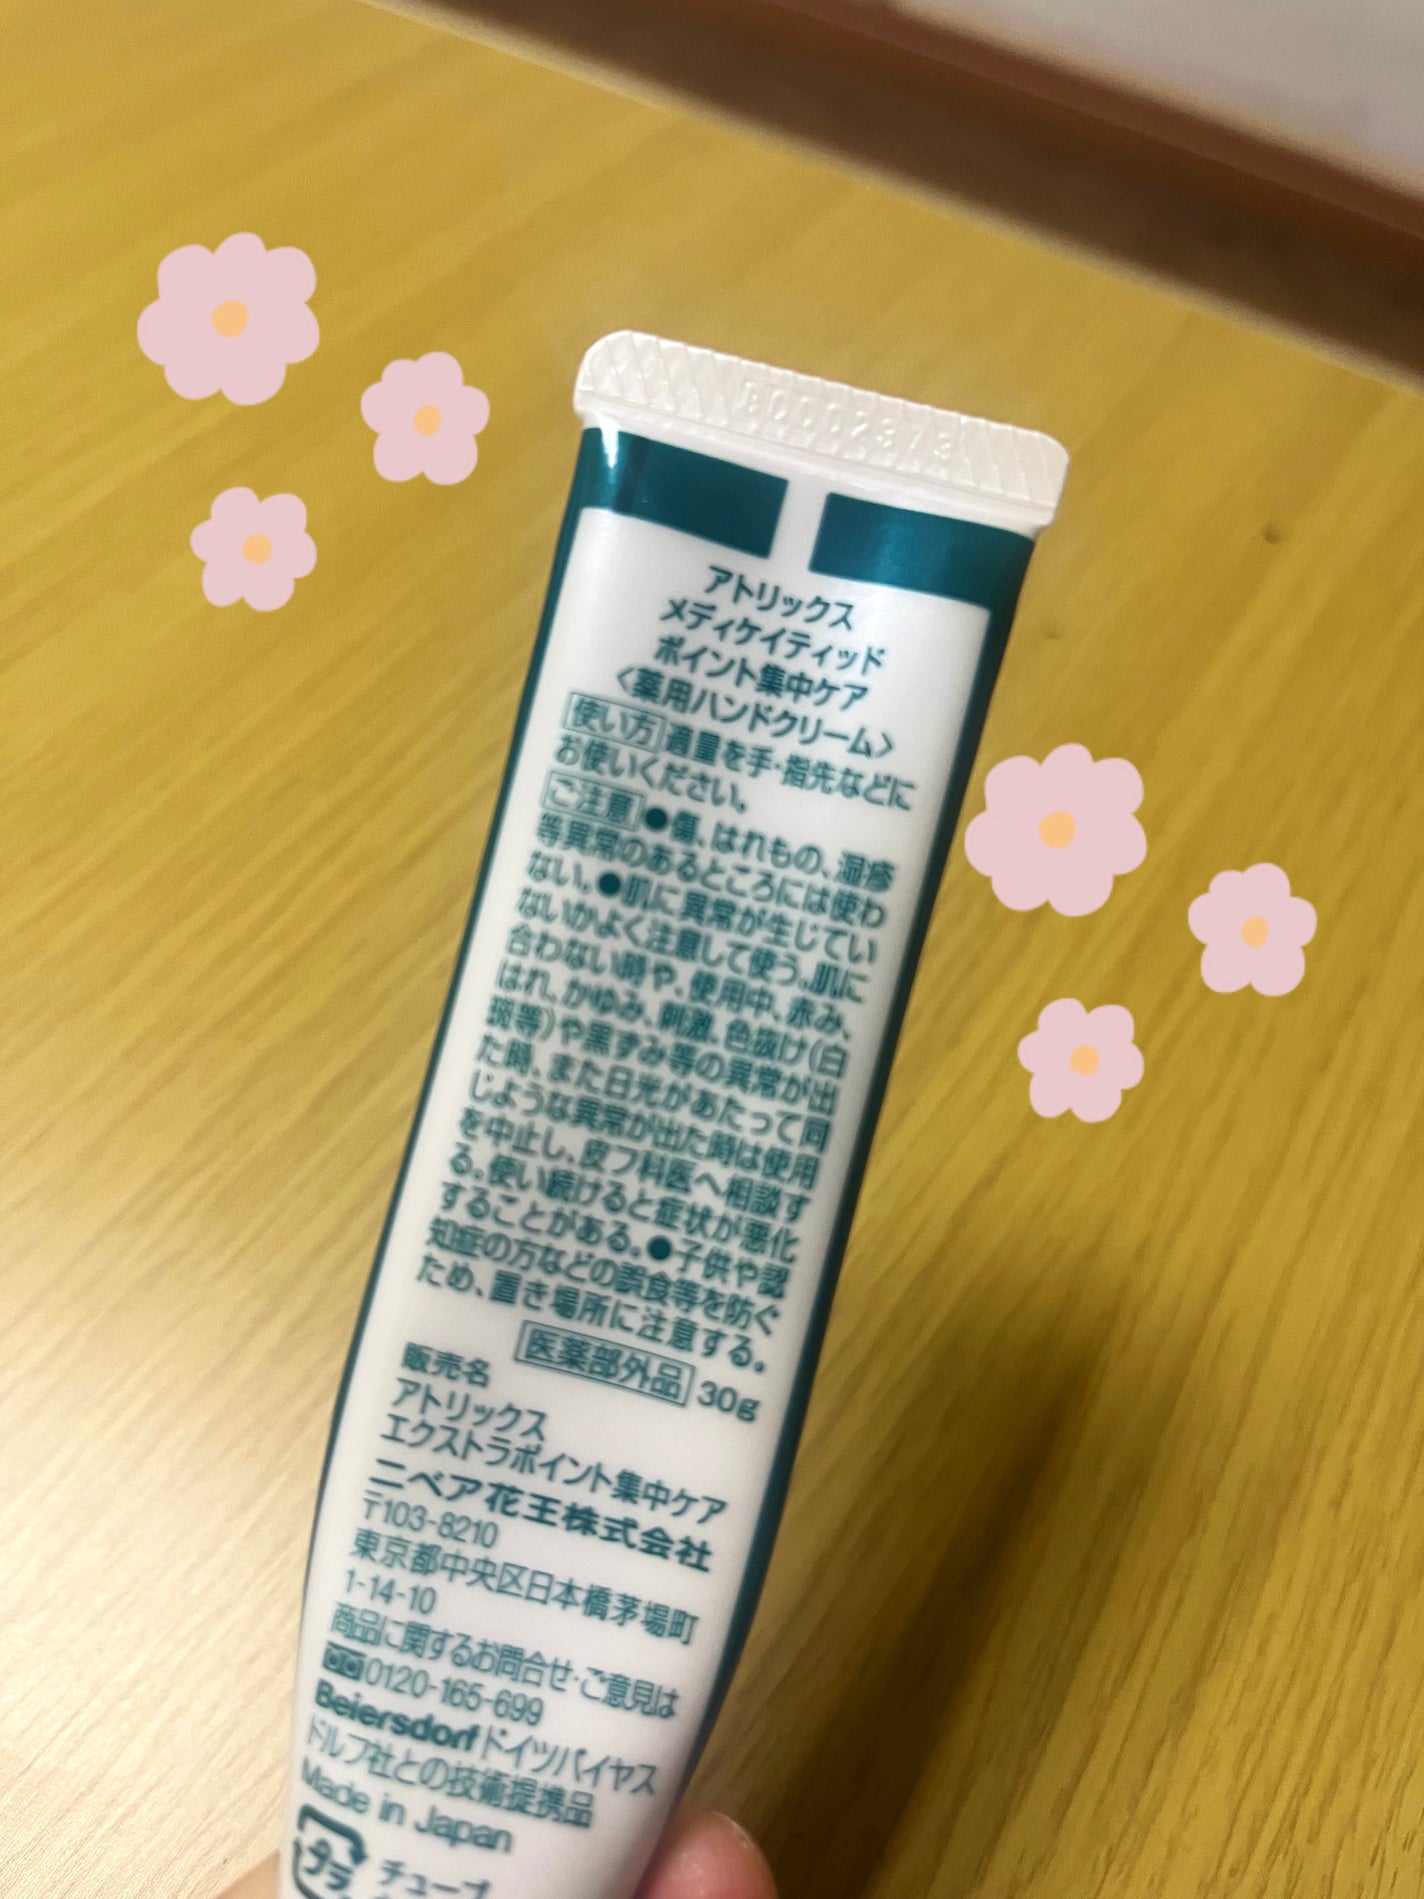 アトリックス
メディケイティッド
ポイント集中ケア
<薬用ハンドクリーム>
使い方 適量を手・指先などに
お使いください。
ご注意 ●傷、はれもの、湿疹
等異常のあるところには使わ
ない。●肌に異常が生じてい
ないかよく注意して使う。肌に
合わない時や、使用中、赤み、
はれ、かゆみ、刺激、色抜け(白
斑等)や黒ずみ等の異常が出
た時、また日光があたって同
じような異常が出た時は使用
を中止し、皮フ科医へ相談す
る。使い続けると症状が悪化
することがある。●子供や認
知症の方などの誤食等を防ぐ
ため、置き場所に注意する。
医薬部外品 30g
販売名
アトリックス
エクストラポイント集中ケア
ニベア花王株式会社
〒103-8210
東京都中央区日本橋茅場町
1-14-10
商品に関するお問合せ・ご意見は
0120-165-699
Beiersdorf ドイツバイヤス
ドルフ社との技術提携品
Made in Japan
プラ チューブ